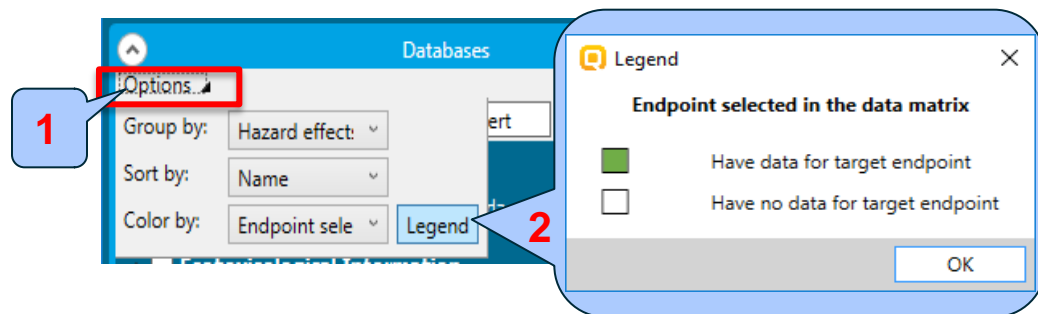 Databases
Options
1
Group by:
Hazard effect:
ert
Sort by:
Name
Color by:
Endpoint sele
Legend
2
Legend
Endpoint selected in the data matrix
Have data for target endpoint
Have no data for target endpoint
OK